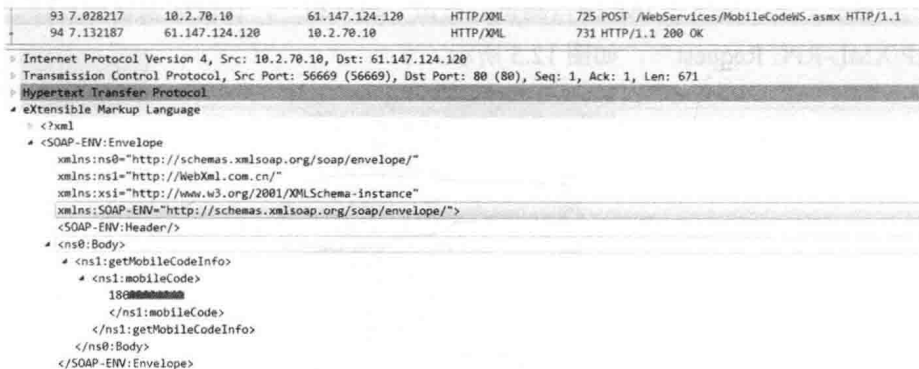 93 7.028217 10.2.70.10 61.147.124.120 HTTP/XML 725 POST /WebServices/MobileCodeWS.asmx HTTP/1.1
94 7.132187 61.147.124.120 10.2.70.10 HTTP/XML 731 HTTP/1.1 200 OK
Internet Protocol Version 4, Src: 10.2.70.10, Dst: 61.147.124.120
Transmission Control Protocol, Src Port: 56669 (56669), Dst Port: 80 (80), Seq: 1, Ack: 1, Len: 671
Hypertext Transfer Protocol
eXtensible Markup Language
<?xml
<SOAP-ENV:Envelope
xmlns:ns0="http://schemas.xmlsoap.org/soap/envelope/"
xmlns:ns1="http://WebXml.com.cn/"
xmlns:xsi="http://www.w3.org/2001/XMLSchema-instance"
xmlns:SOAP-ENV="http://schemas.xmlsoap.org/soap/envelope/">
<SOAP-ENV:Header/>
<ns0:Body>
<ns1:getMobileCodeInfo>
<ns1:mobileCode>
</ns1:mobileCode>
</ns1:getMobileCodeInfo>
</ns0:Body>
</SOAP-ENV:Envelope>